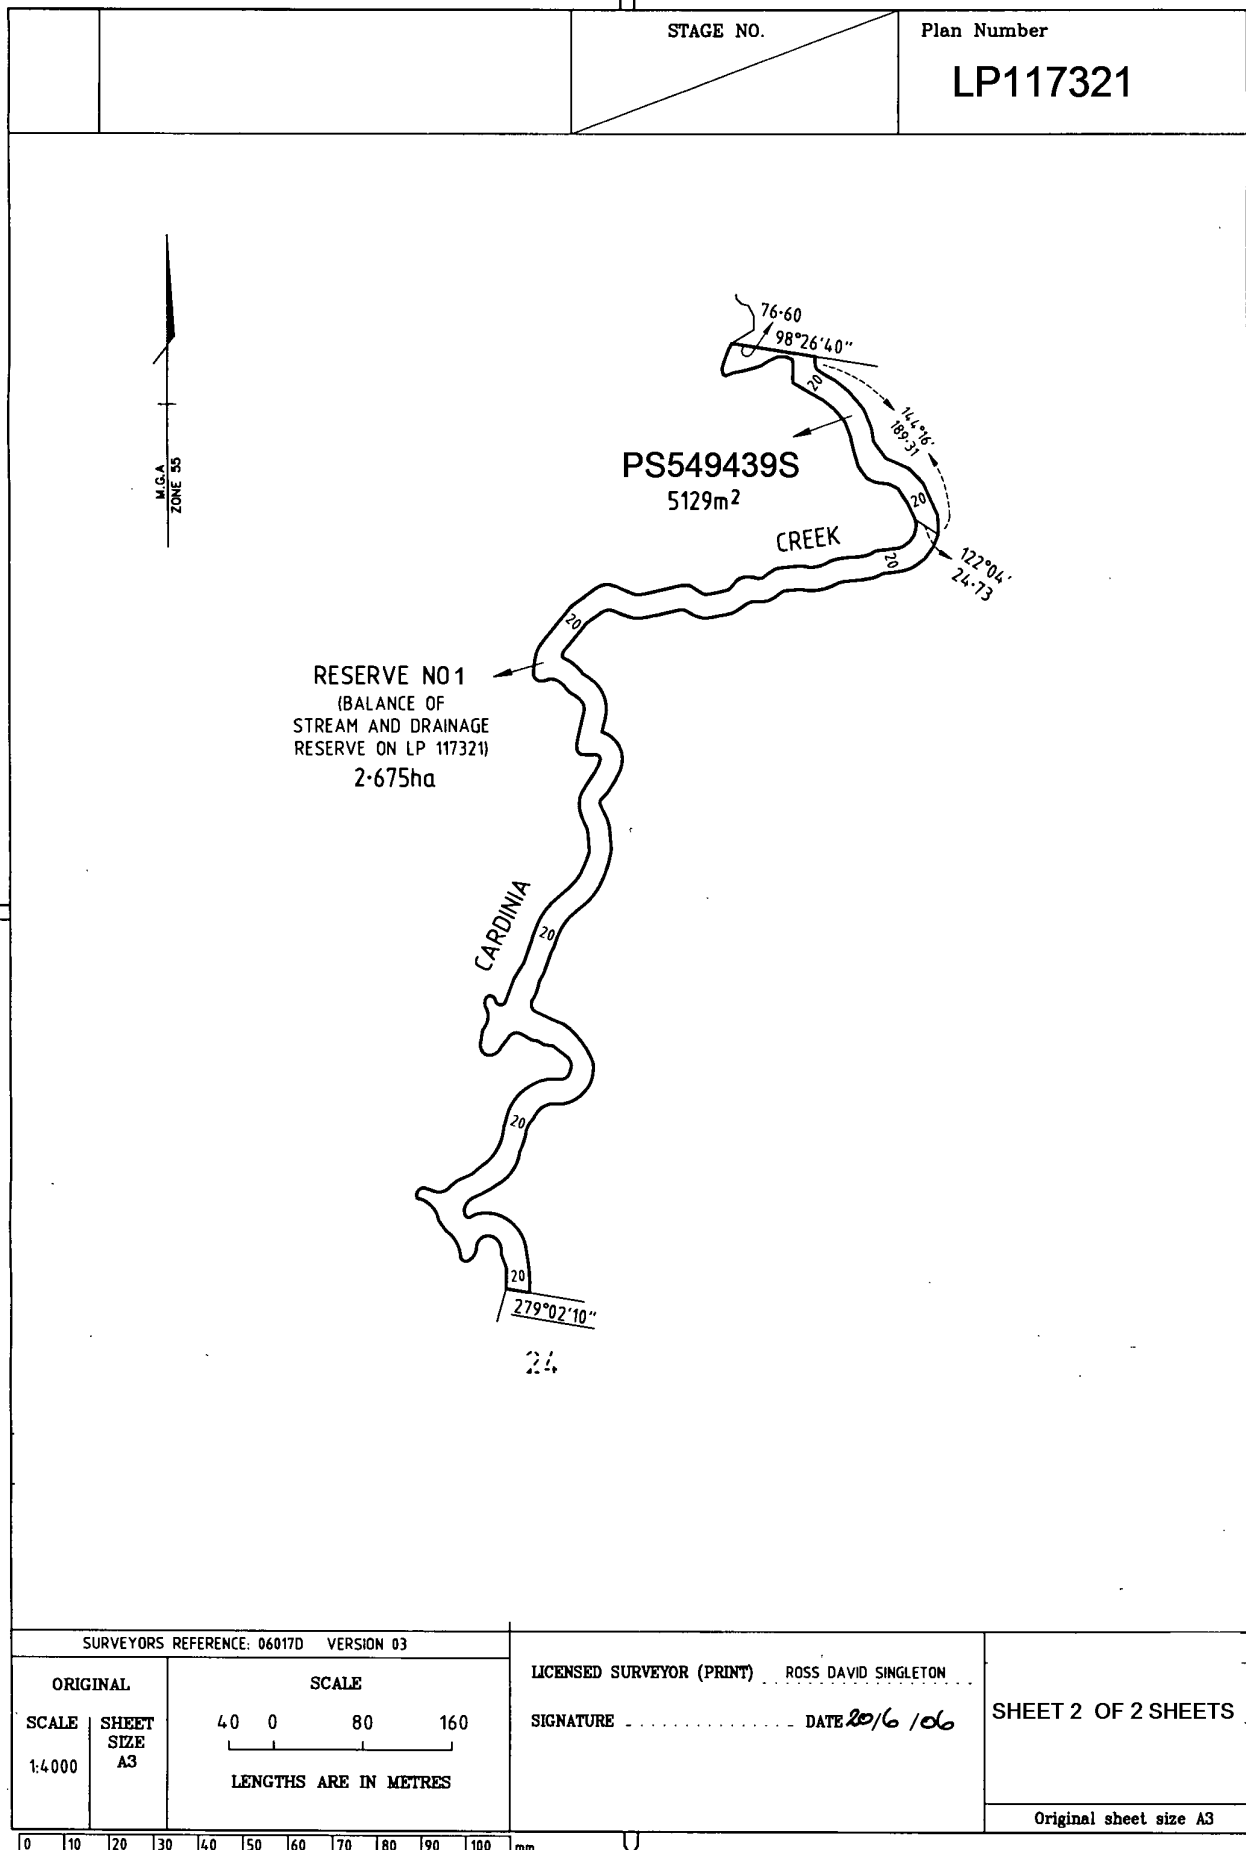 STAGE NO.
Plan Number
LP117321
M.G.A
ZONE 55
76·60
98°26'40"
20
144°16'
189·31
PS549439S
5129m²
20
CREEK
20
122°04'
24·73
20
RESERVE NO 1
(BALANCE OF
STREAM AND DRAINAGE
RESERVE ON LP 117321)
2·675ha
CARDINIA
20
20
20
279°02'10"
24
SURVEYORS REFERENCE: 06017D VERSION 03
ORIGINAL
SCALE
SHEET
SIZE
A3
1:4000
SCALE
40 0 80 160
LENGTHS ARE IN METRES
LICENSED SURVEYOR (PRINT) ROSS DAVID SINGLETON
SIGNATURE DATE 20/6/06
SHEET 2 OF 2 SHEETS
Original sheet size A3
0 10 20 30 40 50 60 70 80 90 100 mm